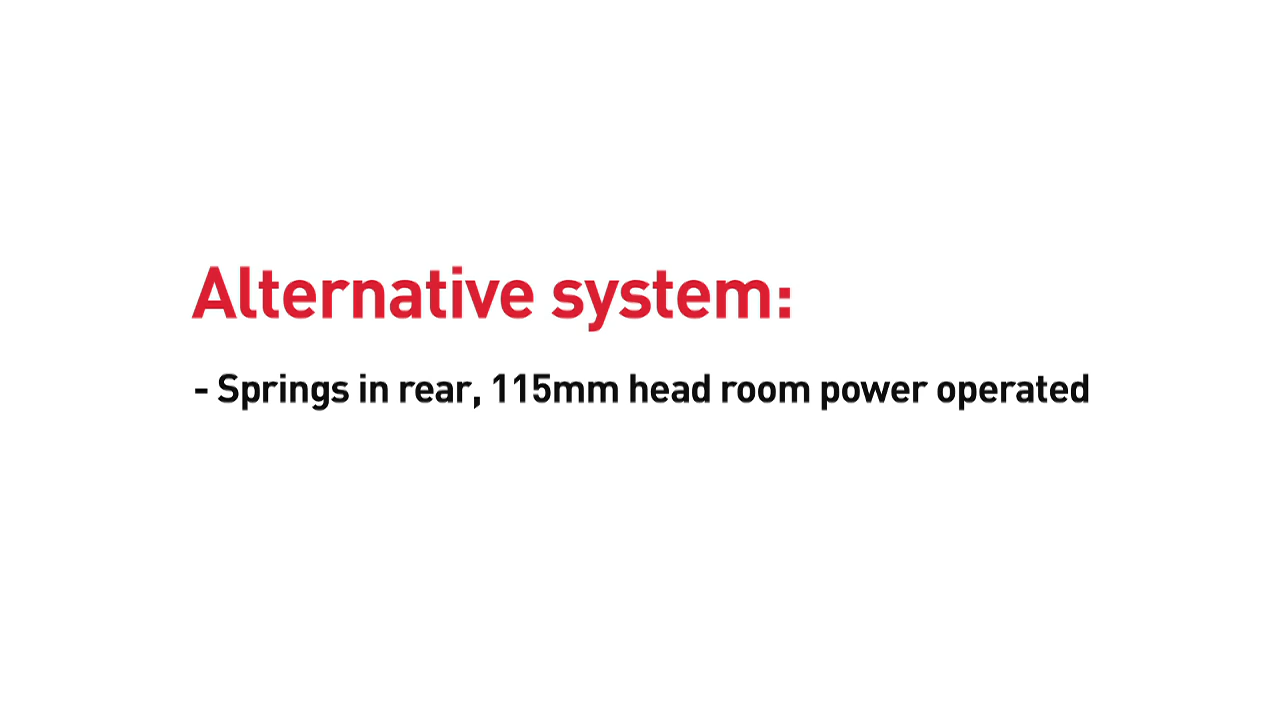 Alternative system:
- Springs in rear, 115mm head room power operated